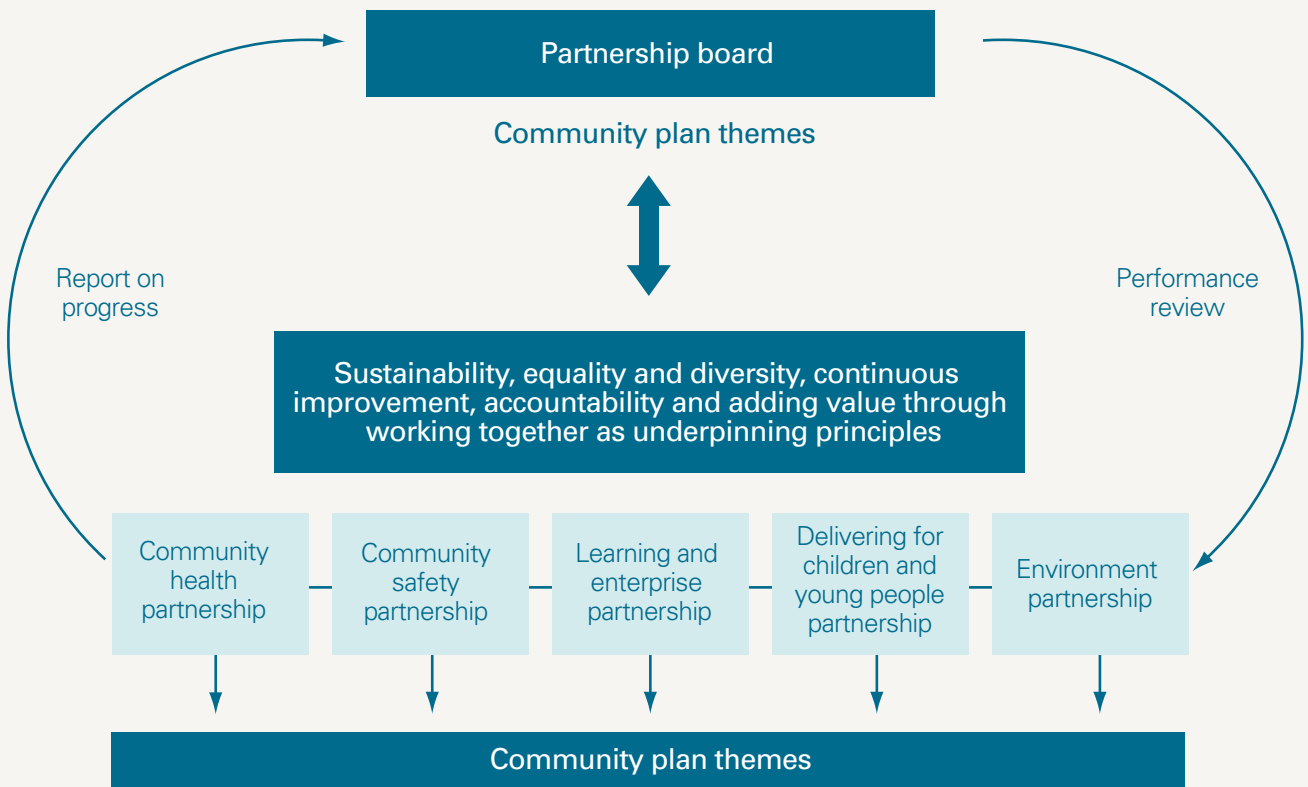 Partnership board
Community plan themes
Report on
progress
Performance
review
Sustainability, equality and diversity, continuous
improvement, accountability and adding value through
working together as underpinning principles
Community
health
partnership
Community
safety
partnership
Learning and
enterprise
partnership
Delivering for
children and
young people
partnership
Environment
partnership
Community plan themes